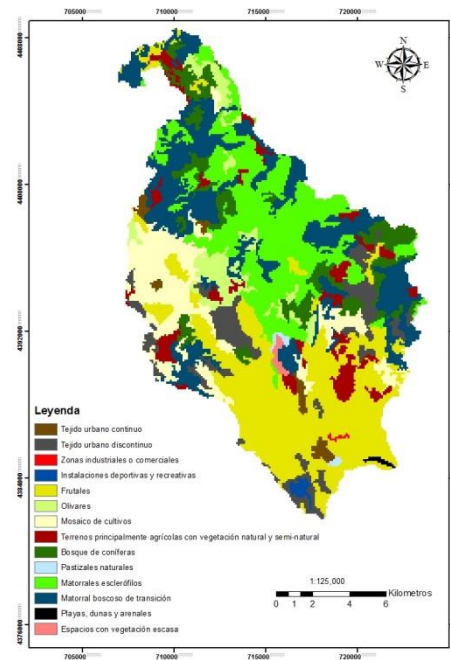 705000 710000 715000 720000
4408000
N
W E
S
4400000
4392000
4384000
4376000
Leyenda
Tejido urbano continuo
Tejido urbano discontinuo
Zonas industriales o comerciales
Instalaciones deportivas y recreativas
Frutales
Olivares
Mosaico de cultivos
Terrenos principalmente agrícolas con vegetación natural y semi-natural
Bosque de coníferas
Pastizales naturales
Matorrales esclerófilos
Matorral boscoso de transición
Playas, dunas y arenales
Espacios con vegetación escasa
1:125,000
Kilometros
0 1 2 4 6
705000 710000 715000 720000